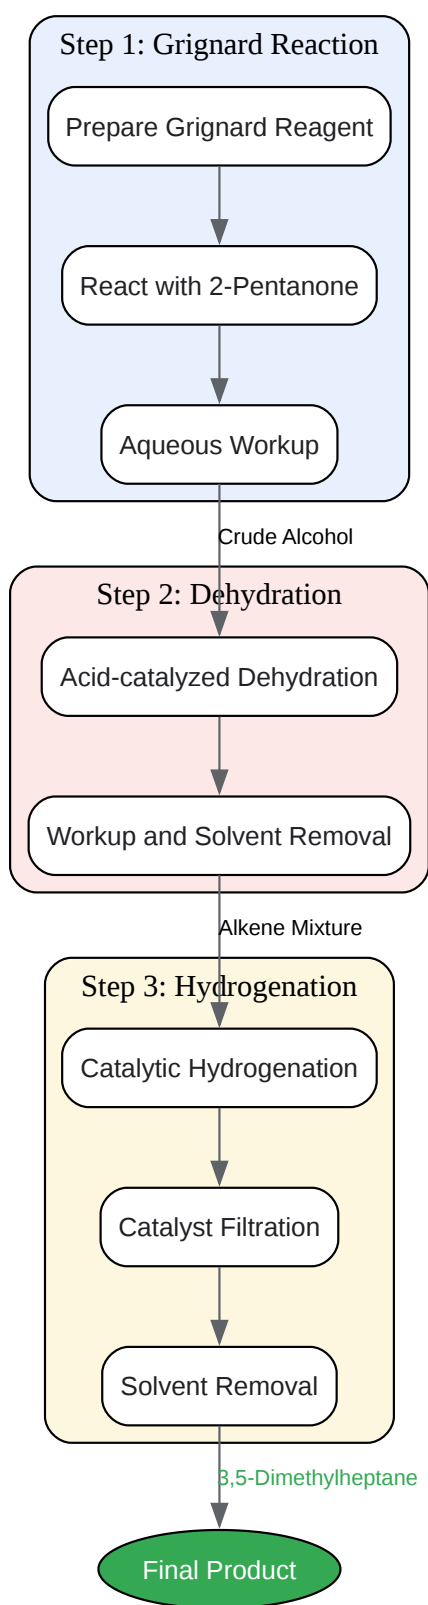 Step 1: Grignard Reaction
Prepare Grignard Reagent
React with 2-Pentanone
Aqueous Workup
Crude Alcohol
Step 2: Dehydration
Acid-catalyzed Dehydration
Workup and Solvent Removal
Alkene Mixture
Step 3: Hydrogenation
Catalytic Hydrogenation
Catalyst Filtration
Solvent Removal
3,5-Dimethylheptane
Final Product